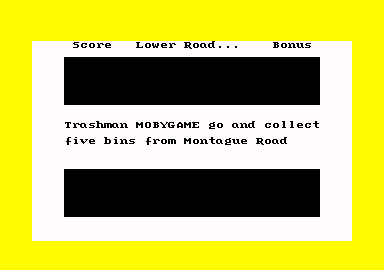 Score Lower Road... Bonus
Trashman MOBYGAME go and collect
five bins from Montague Road